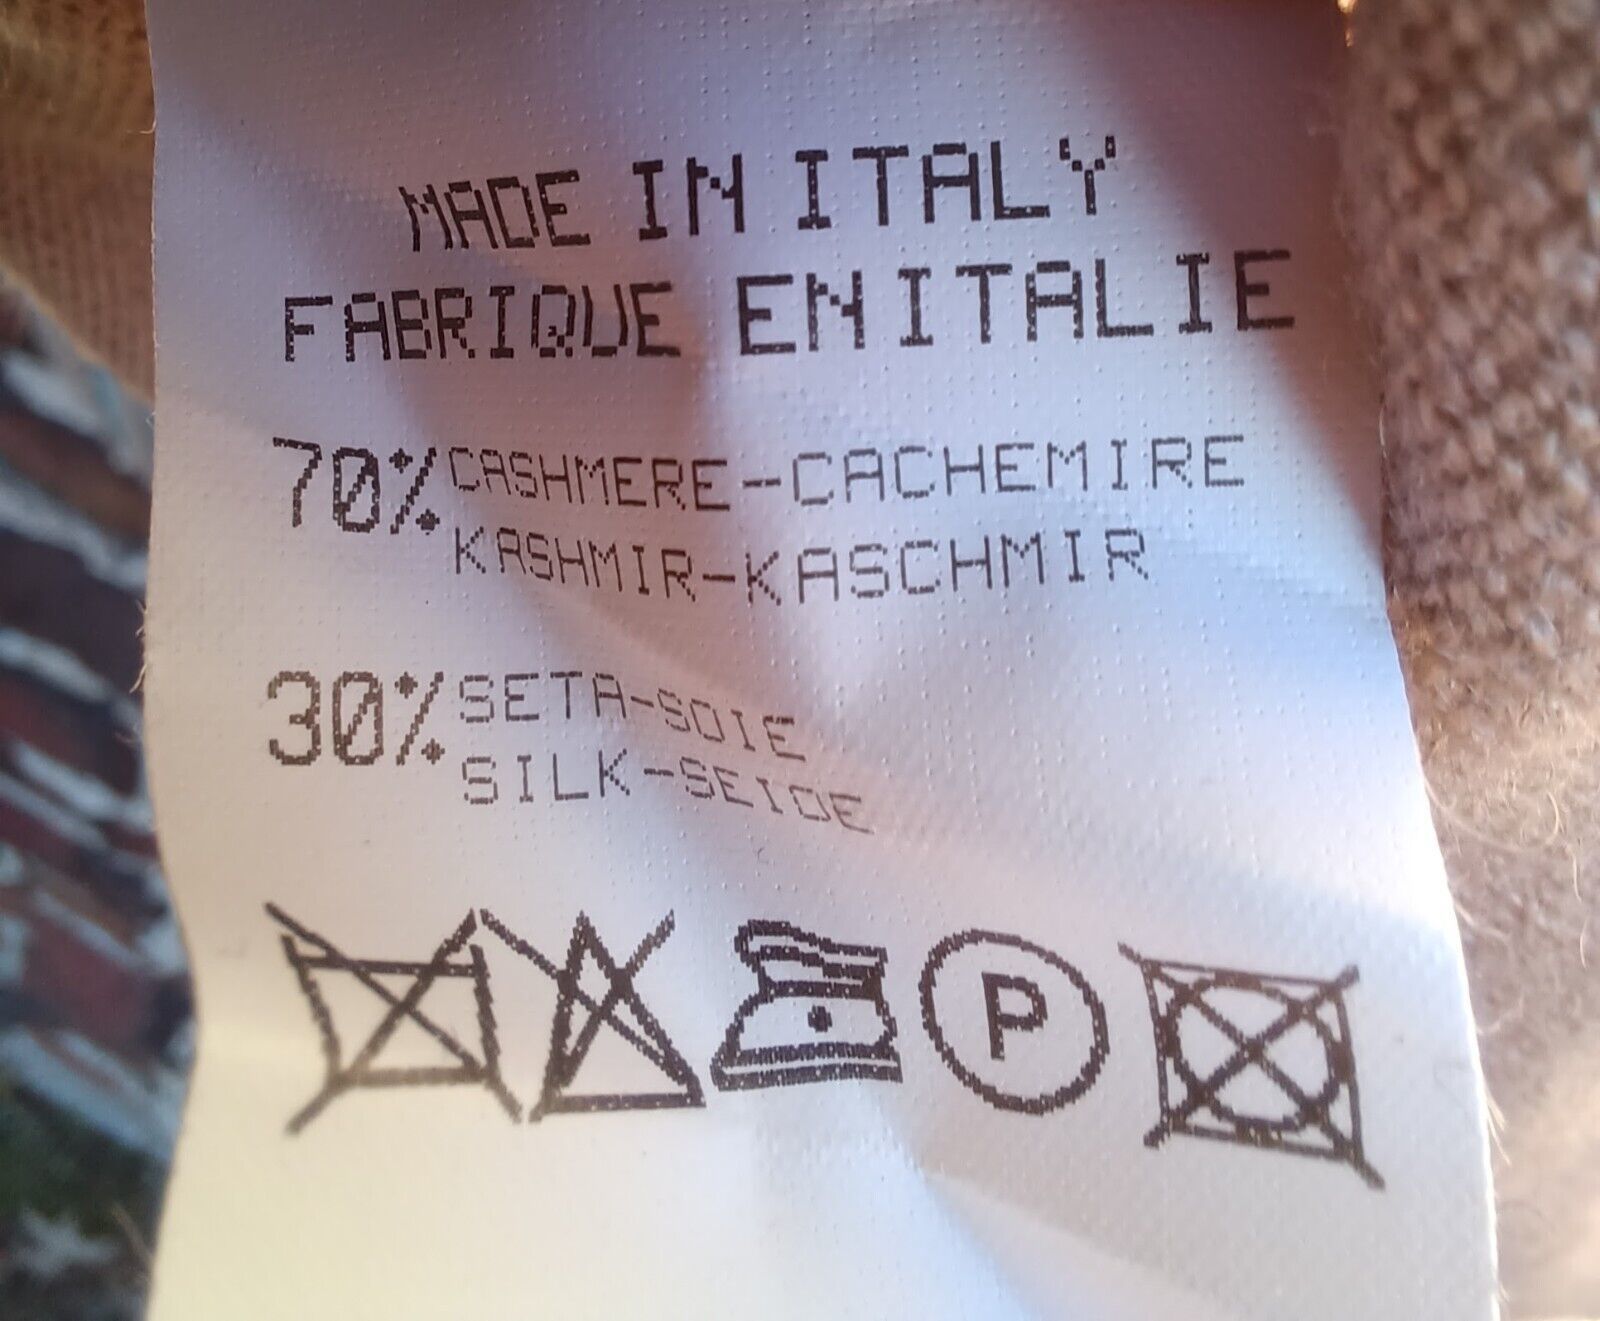 MADE IN ITALY
FABRIQUE EN ITALIE
70% CASHMERE-CACHEMIRE
KASHMIR-KASCHMIR
30% SETA-SOIE
SILK-SEIDE
P